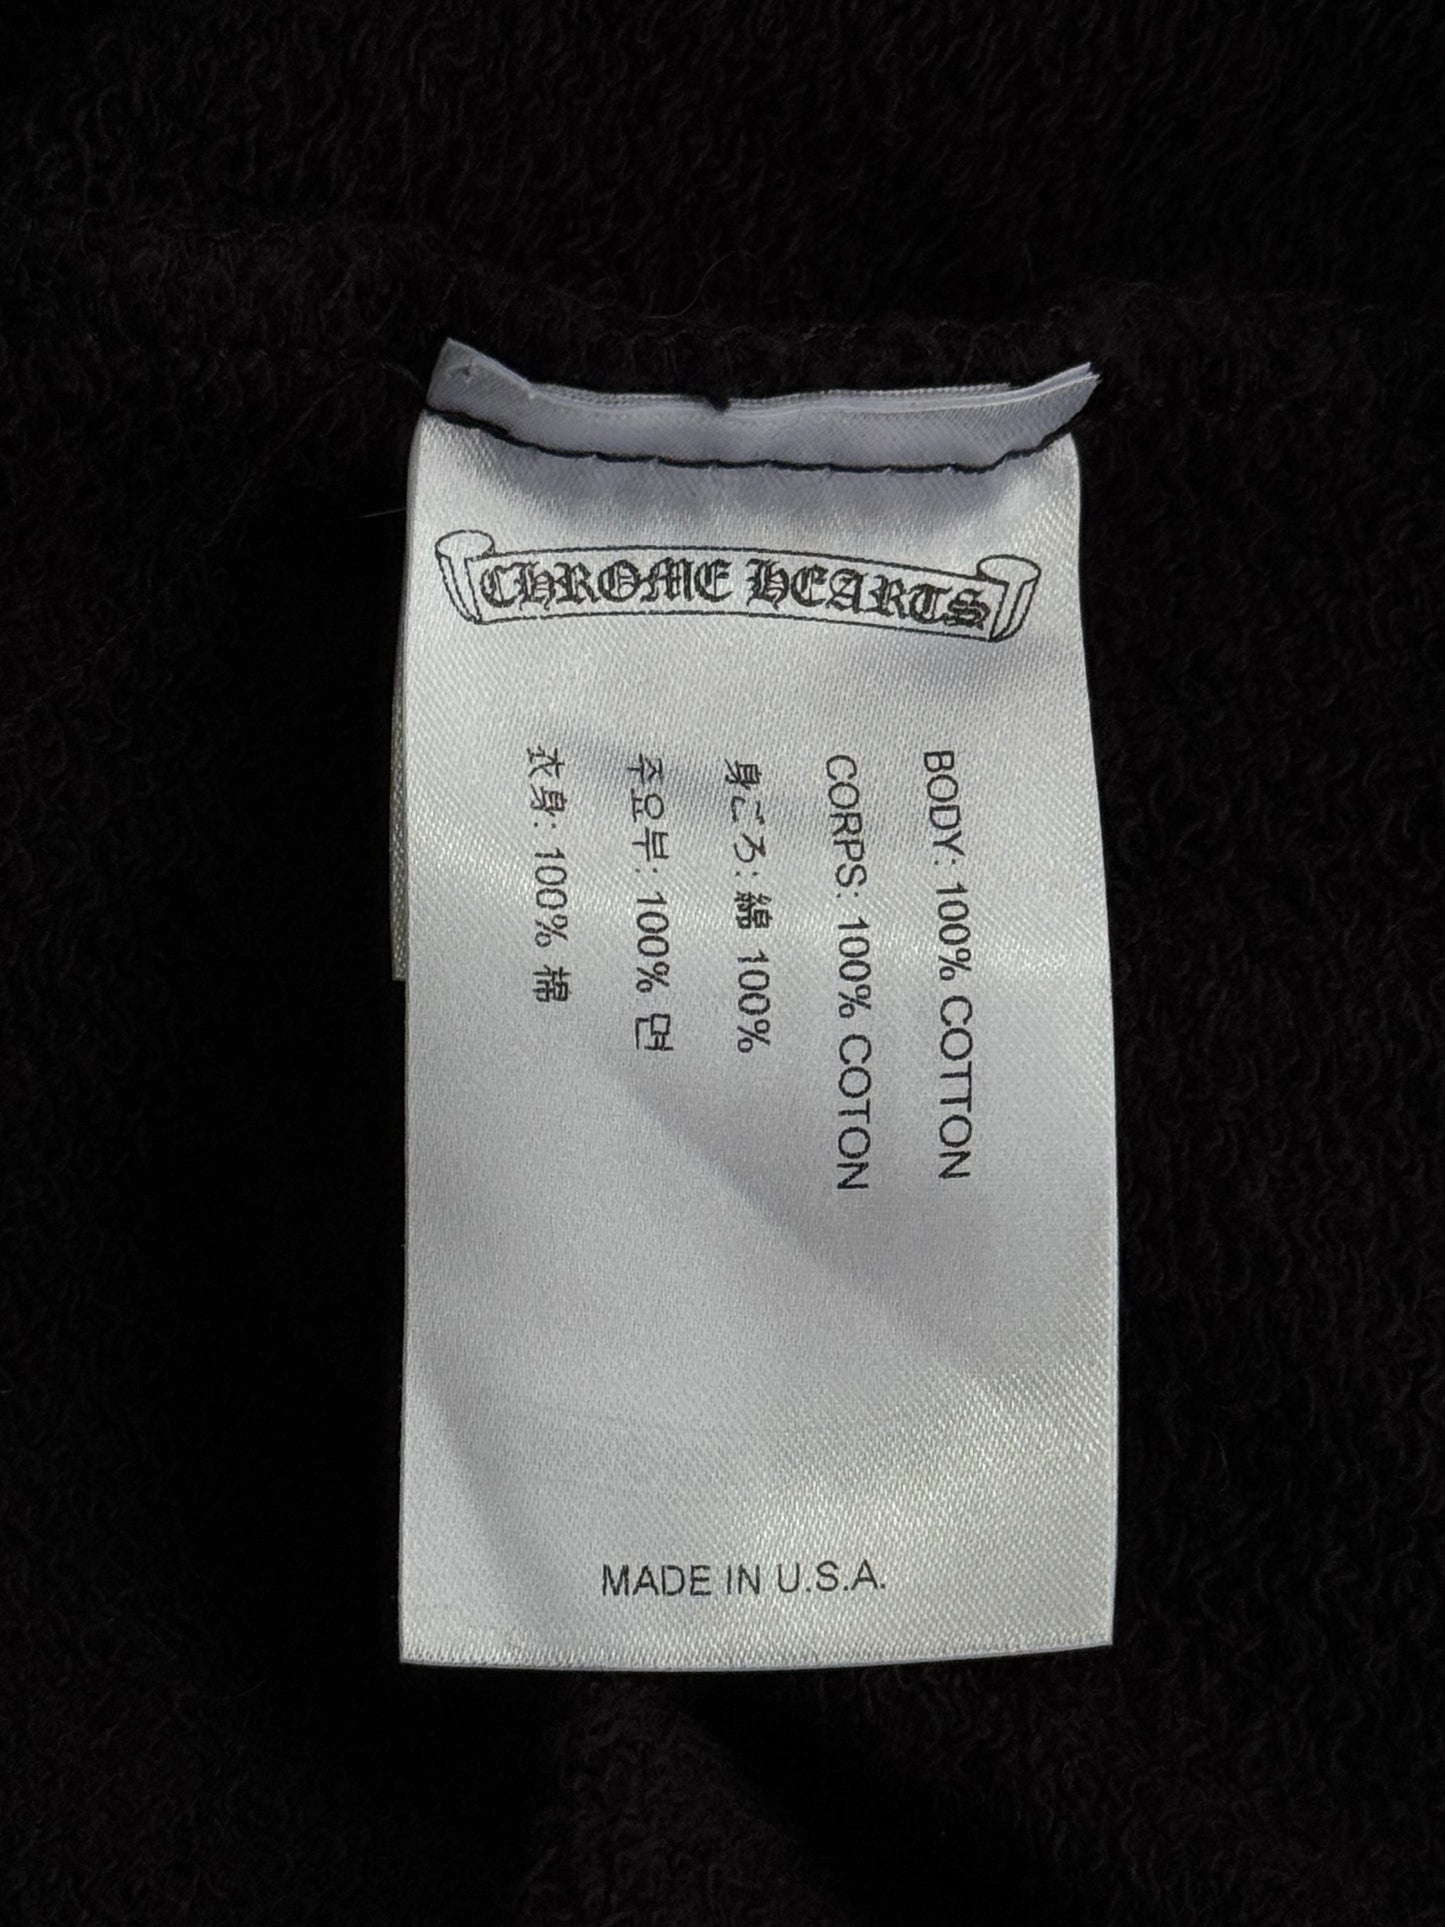 CHROME HEARTS
BODY: 100% COTTON
CORPS: 100% COTON
身ごろ: 綿 100%
주요부: 100% 면
衣身: 100% 棉
MADE IN U.S.A.